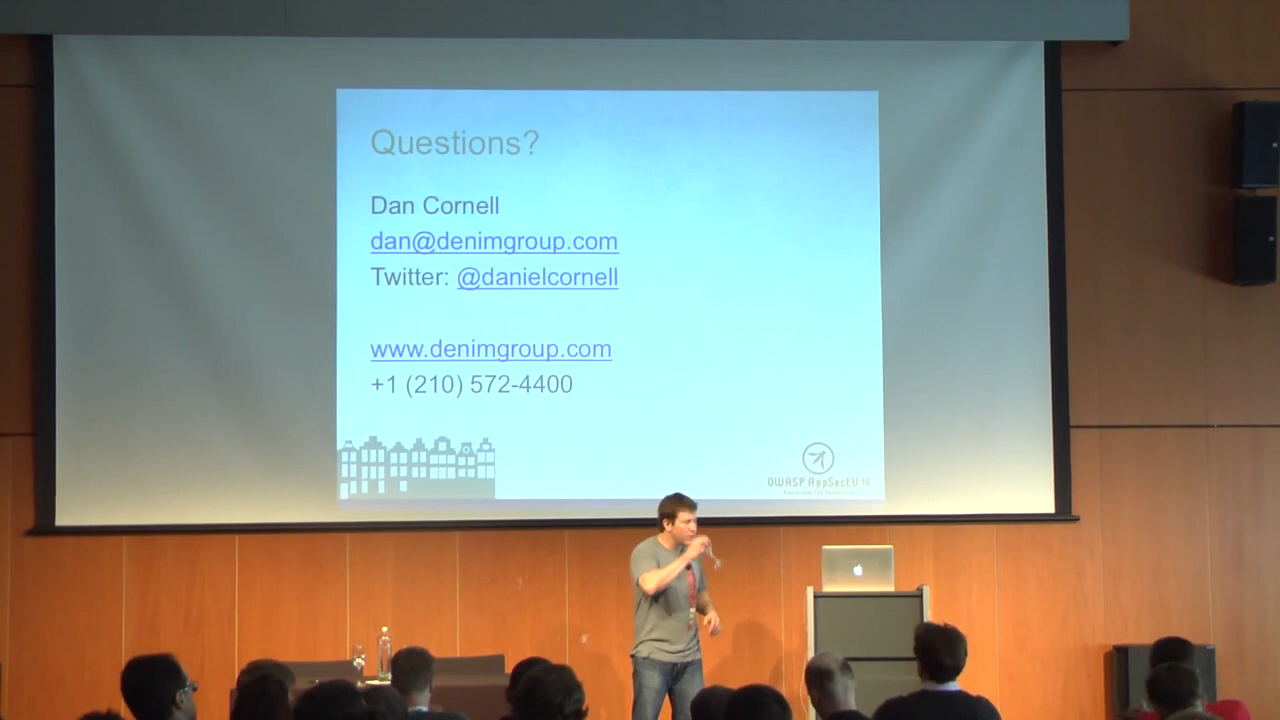 Questions?
Dan Cornell
dan@denimgroup.com
Twitter: @danielcornell
www.denimgroup.com
+1 (210) 572-4400
OWASP AppSecEU 15